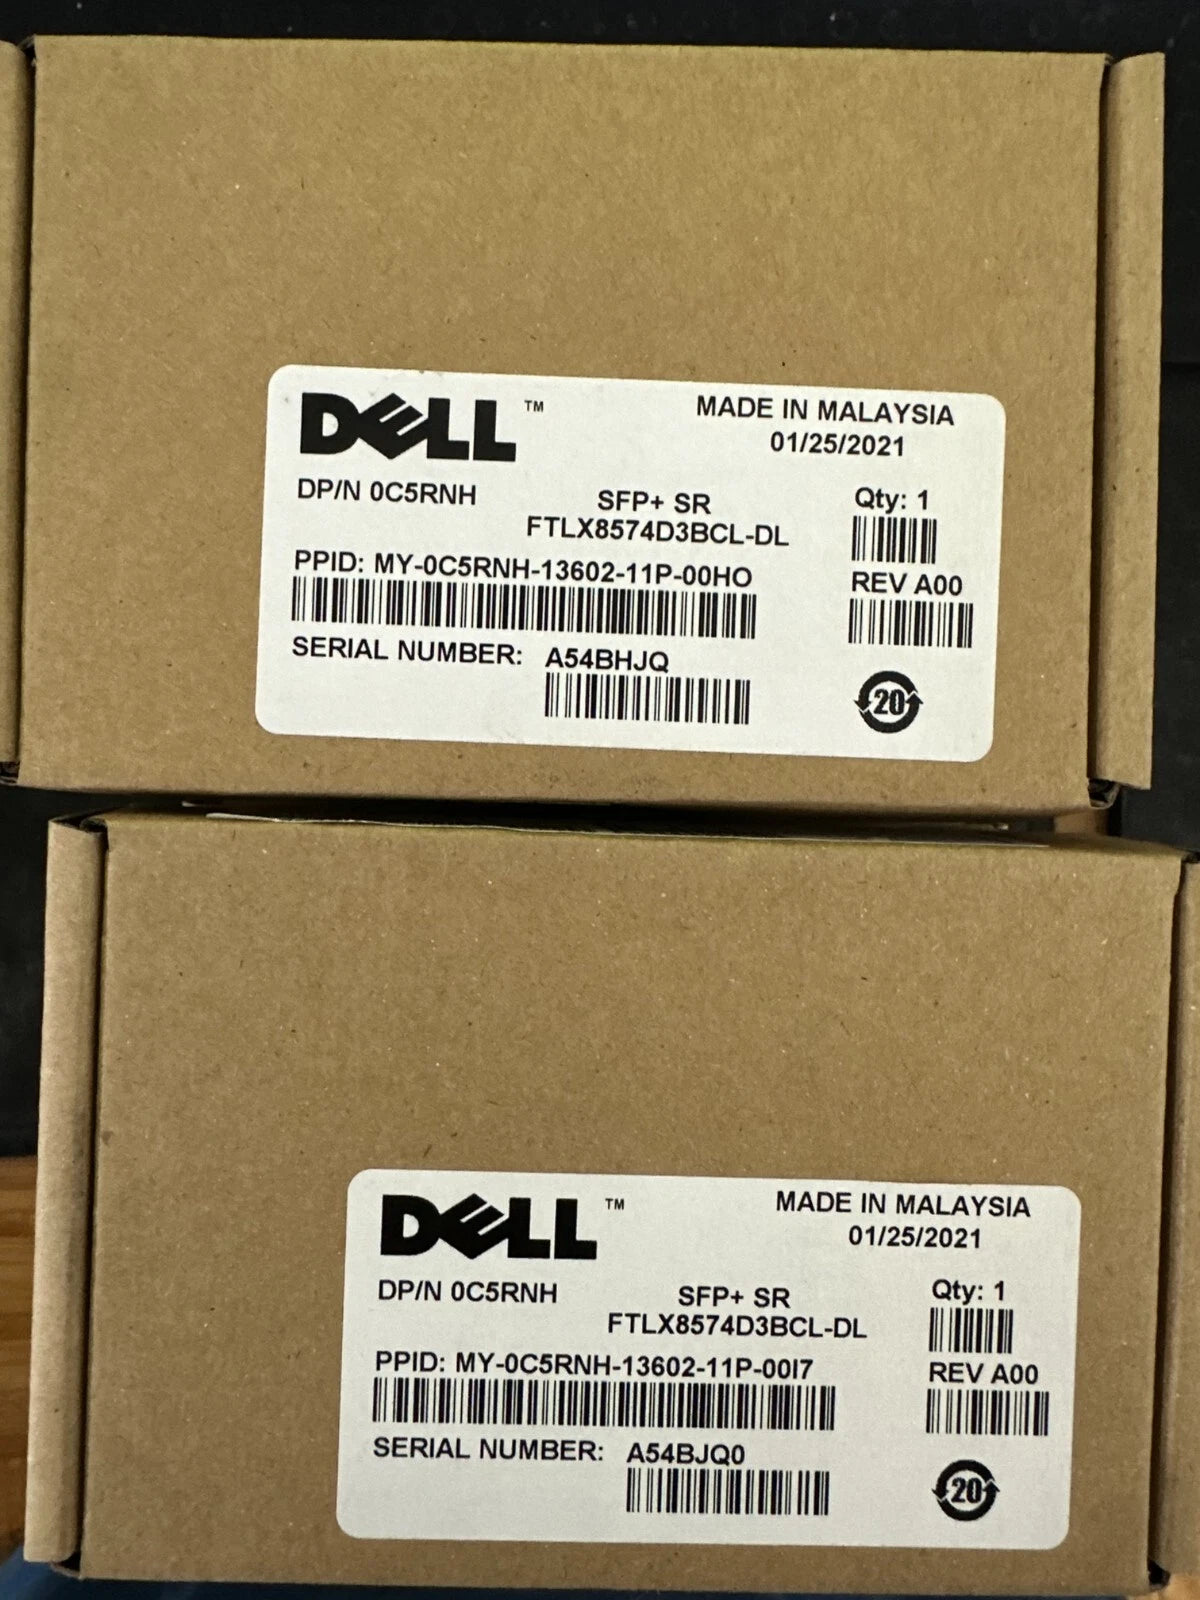 DELL™
MADE IN MALAYSIA
01/25/2021
DP/N 0C5RNH
SFP+ SR
FTLX8574D3BCL-DL
Qty: 1
PPID: MY-0C5RNH-13602-11P-00HO
REV A00
SERIAL NUMBER: A54BHJQ
20
DELL™
MADE IN MALAYSIA
01/25/2021
DP/N 0C5RNH
SFP+ SR
FTLX8574D3BCL-DL
Qty: 1
PPID: MY-0C5RNH-13602-11P-00I7
REV A00
SERIAL NUMBER: A54BJQ0
20